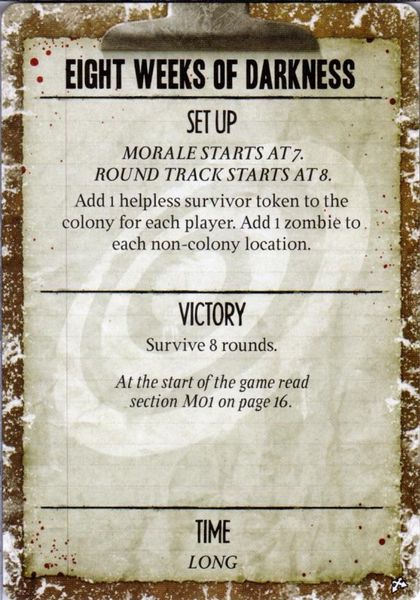 EIGHT WEEKS OF DARKNESS
SET UP
MORALE STARTS AT 7.
ROUND TRACK STARTS AT 8.
Add 1 helpless survivor token to the
colony for each player. Add 1 zombie to
each non-colony location.
VICTORY
Survive 8 rounds.
At the start of the game read
section M01 on page 16.
TIME
LONG